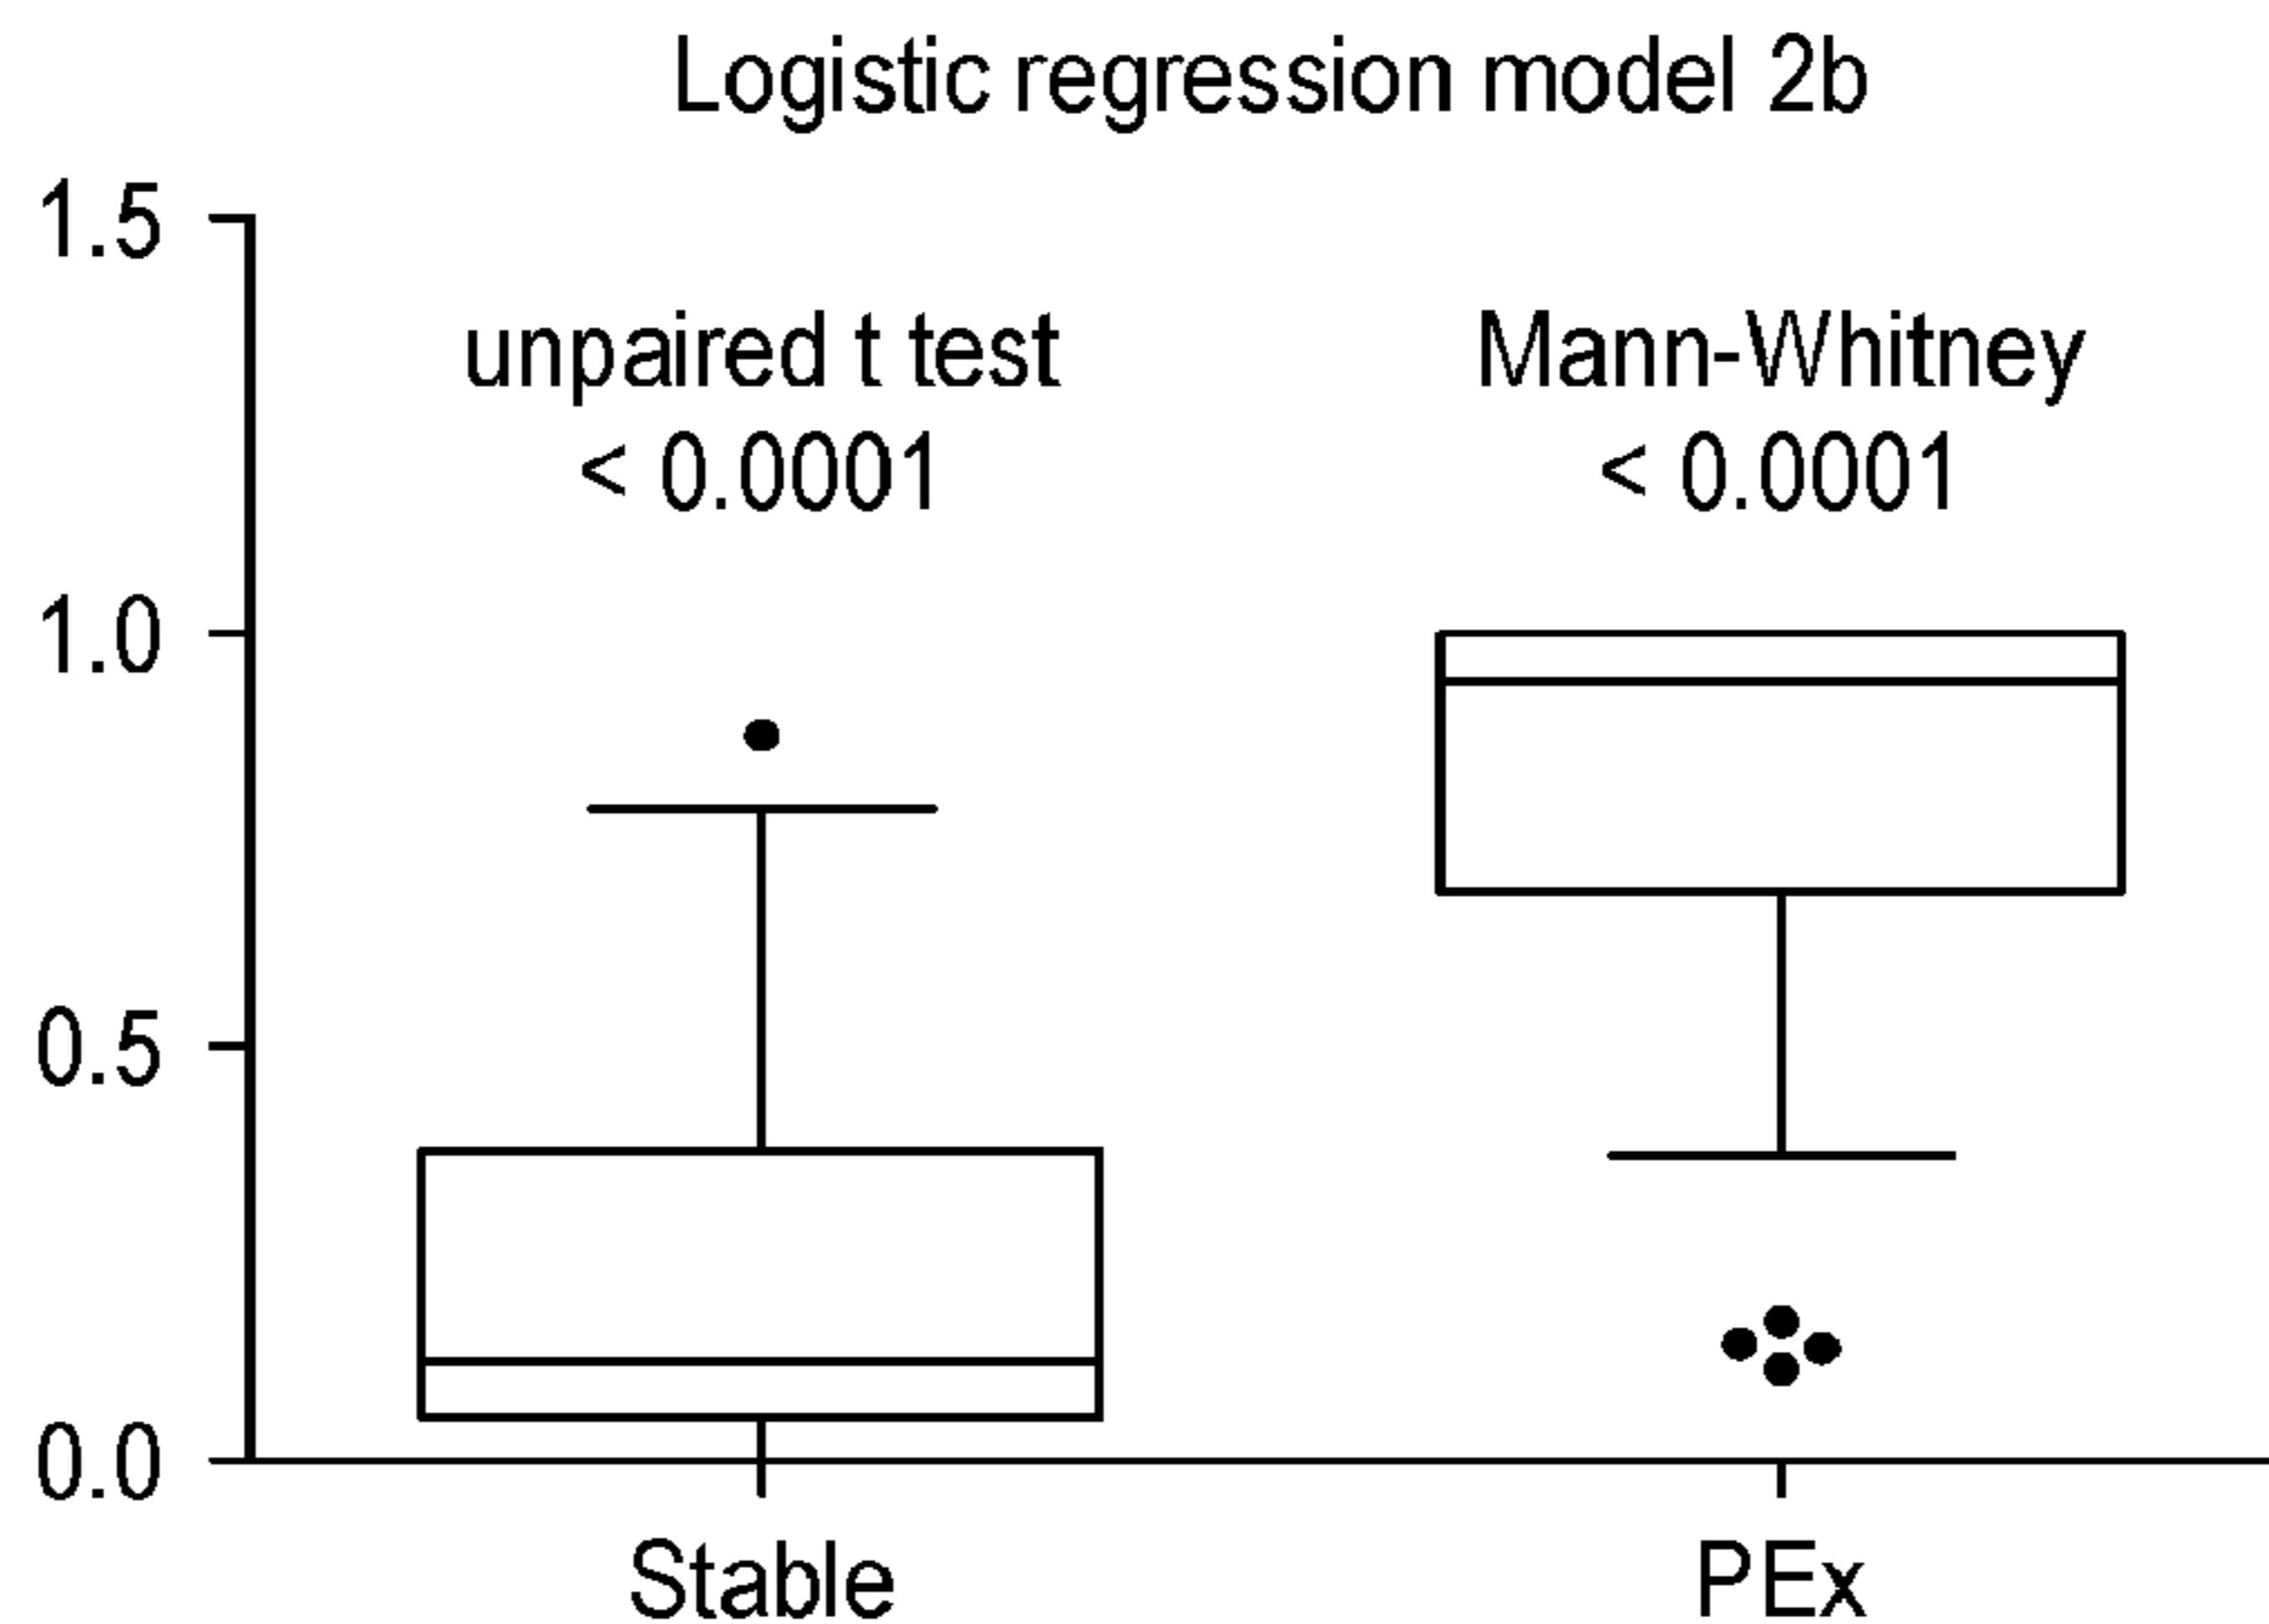 Logistic regression model 2b
1.5
unpaired t test
< 0.0001
Mann-Whitney
< 0.0001
1.0
0.5
0.0
Stable
PEx